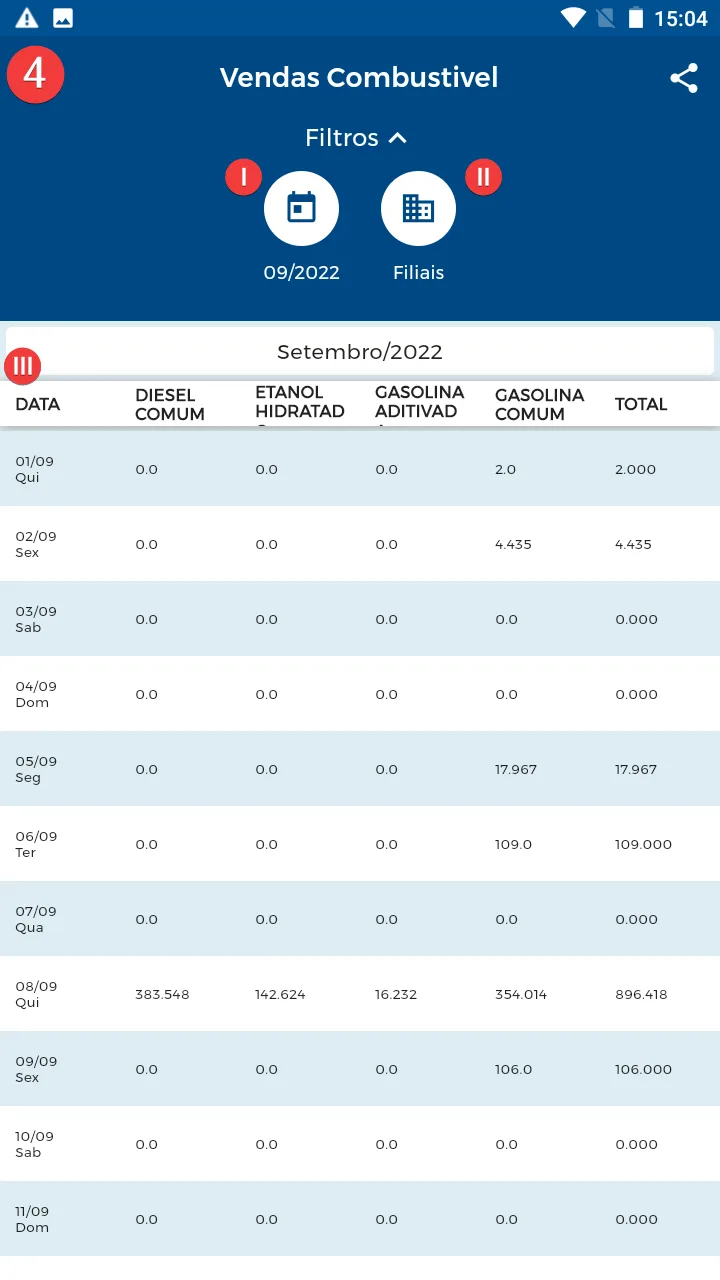 15:04
4
Vendas Combustivel
Filtros
I
II
09/2022
Filiais
Setembro/2022
III
DATA DIESEL COMUM ETANOL HIDRATAD GASOLINA ADITIVAD GASOLINA COMUM TOTAL
01/09 Qui 0.0 0.0 0.0 2.0 2.000
02/09 Sex 0.0 0.0 0.0 4.435 4.435
03/09 Sab 0.0 0.0 0.0 0.0 0.000
04/09 Dom 0.0 0.0 0.0 0.0 0.000
05/09 Seg 0.0 0.0 0.0 17.967 17.967
06/09 Ter 0.0 0.0 0.0 109.0 109.000
07/09 Qua 0.0 0.0 0.0 0.0 0.000
08/09 Qui 383.548 142.624 16.232 354.014 896.418
09/09 Sex 0.0 0.0 0.0 106.0 106.000
10/09 Sab 0.0 0.0 0.0 0.0 0.000
11/09 Dom 0.0 0.0 0.0 0.0 0.000